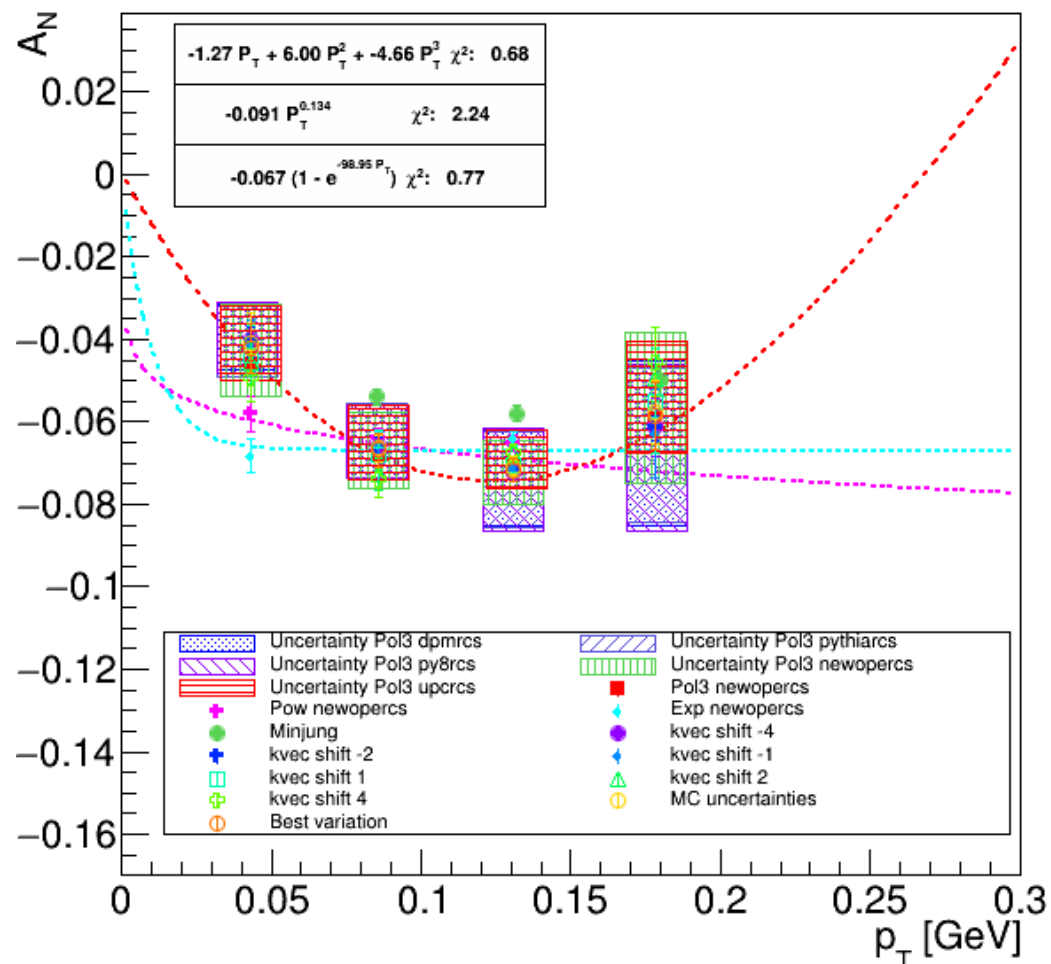 A_N
-1.27 P_T + 6.00 P_T^2 + -4.66 P_T^3 χ²: 0.68
-0.091 P_T^0.134 χ²: 2.24
-0.067 (1 - e^-98.95 P_T) χ²: 0.77
0.02
0
−0.02
−0.04
−0.06
−0.08
−0.1
−0.12
−0.14
−0.16
Uncertainty Pol3 dpmrcs
Uncertainty Pol3 pythiarcs
Uncertainty Pol3 py8rcs
Uncertainty Pol3 newopercs
Uncertainty Pol3 upcrcs
Pol3 newopercs
Pow newopercs
Exp newopercs
Minjung
kvec shift -4
kvec shift -2
kvec shift -1
kvec shift 1
kvec shift 2
kvec shift 4
MC uncertainties
Best variation
0 0.05 0.1 0.15 0.2 0.25 0.3
p_T [GeV]